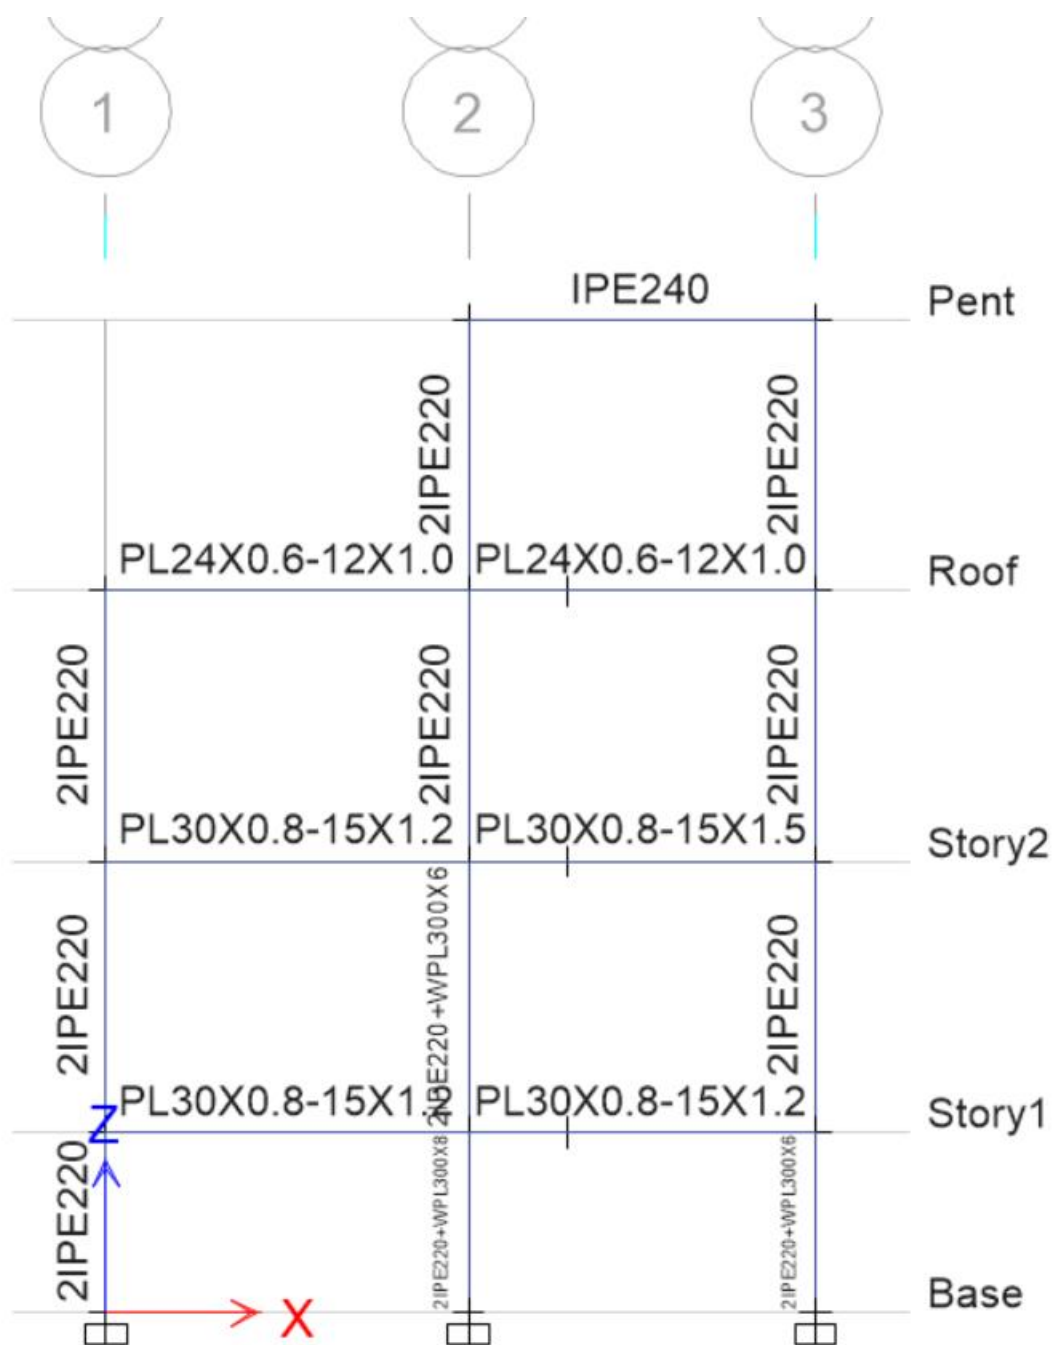 1 2 3
IPE240
Pent
2IPE220 2IPE220
PL24X0.6-12X1.0 PL24X0.6-12X1.0
Roof
2IPE220 2IPE220 2IPE220
PL30X0.8-15X1.2 PL30X0.8-15X1.5
Story2
2IPE220 2IPE220+WPL300X6 2IPE220
PL30X0.8-15X1.2 PL30X0.8-15X1.2
Story1
Z
2IPE220 2IPE220+WPL300X8 2IPE220+WPL300X6
Base
X